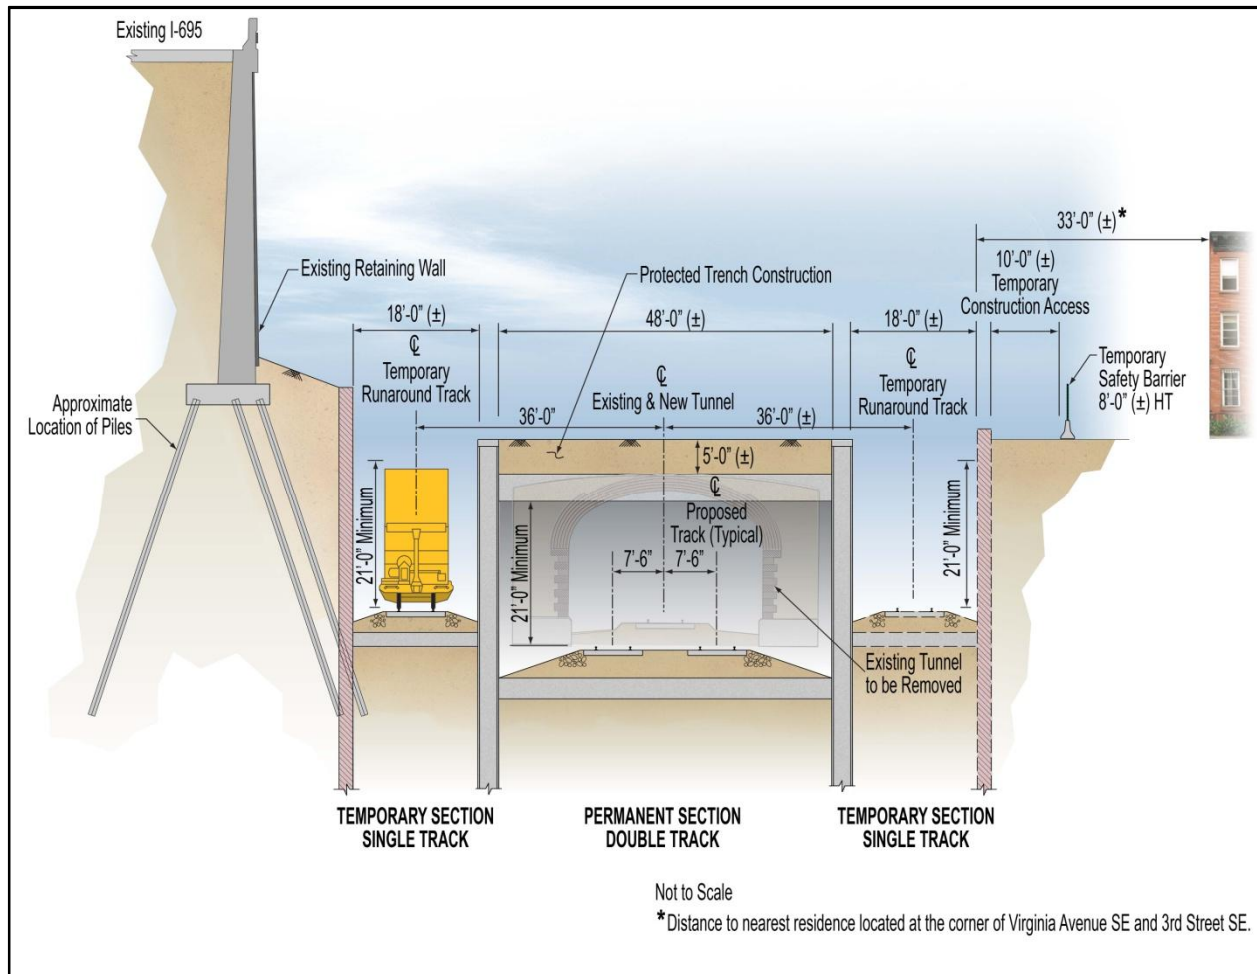 Existing I-695
33’-0” (±)*
10’-0” (±)
Temporary
Construction Access
Existing Retaining Wall
Protected Trench Construction
18’-0” (±)
48’-0” (±)
18’-0” (±)
℄
Temporary
Runaround Track
℄
Existing & New Tunnel
℄
Temporary
Runaround Track
Temporary
Safety Barrier
8’-0” (±) HT
Approximate
Location of Piles
36’-0”
36’-0” (±)
5’-0” (±)
℄
Proposed
Track (Typical)
7’-6”
7’-6”
21’-0” Minimum
21’-0” Minimum
21’-0” Minimum
Existing Tunnel
to be Removed
TEMPORARY SECTION
SINGLE TRACK
PERMANENT SECTION
DOUBLE TRACK
TEMPORARY SECTION
SINGLE TRACK
Not to Scale
*Distance to nearest residence located at the corner of Virginia Avenue SE and 3rd Street SE.